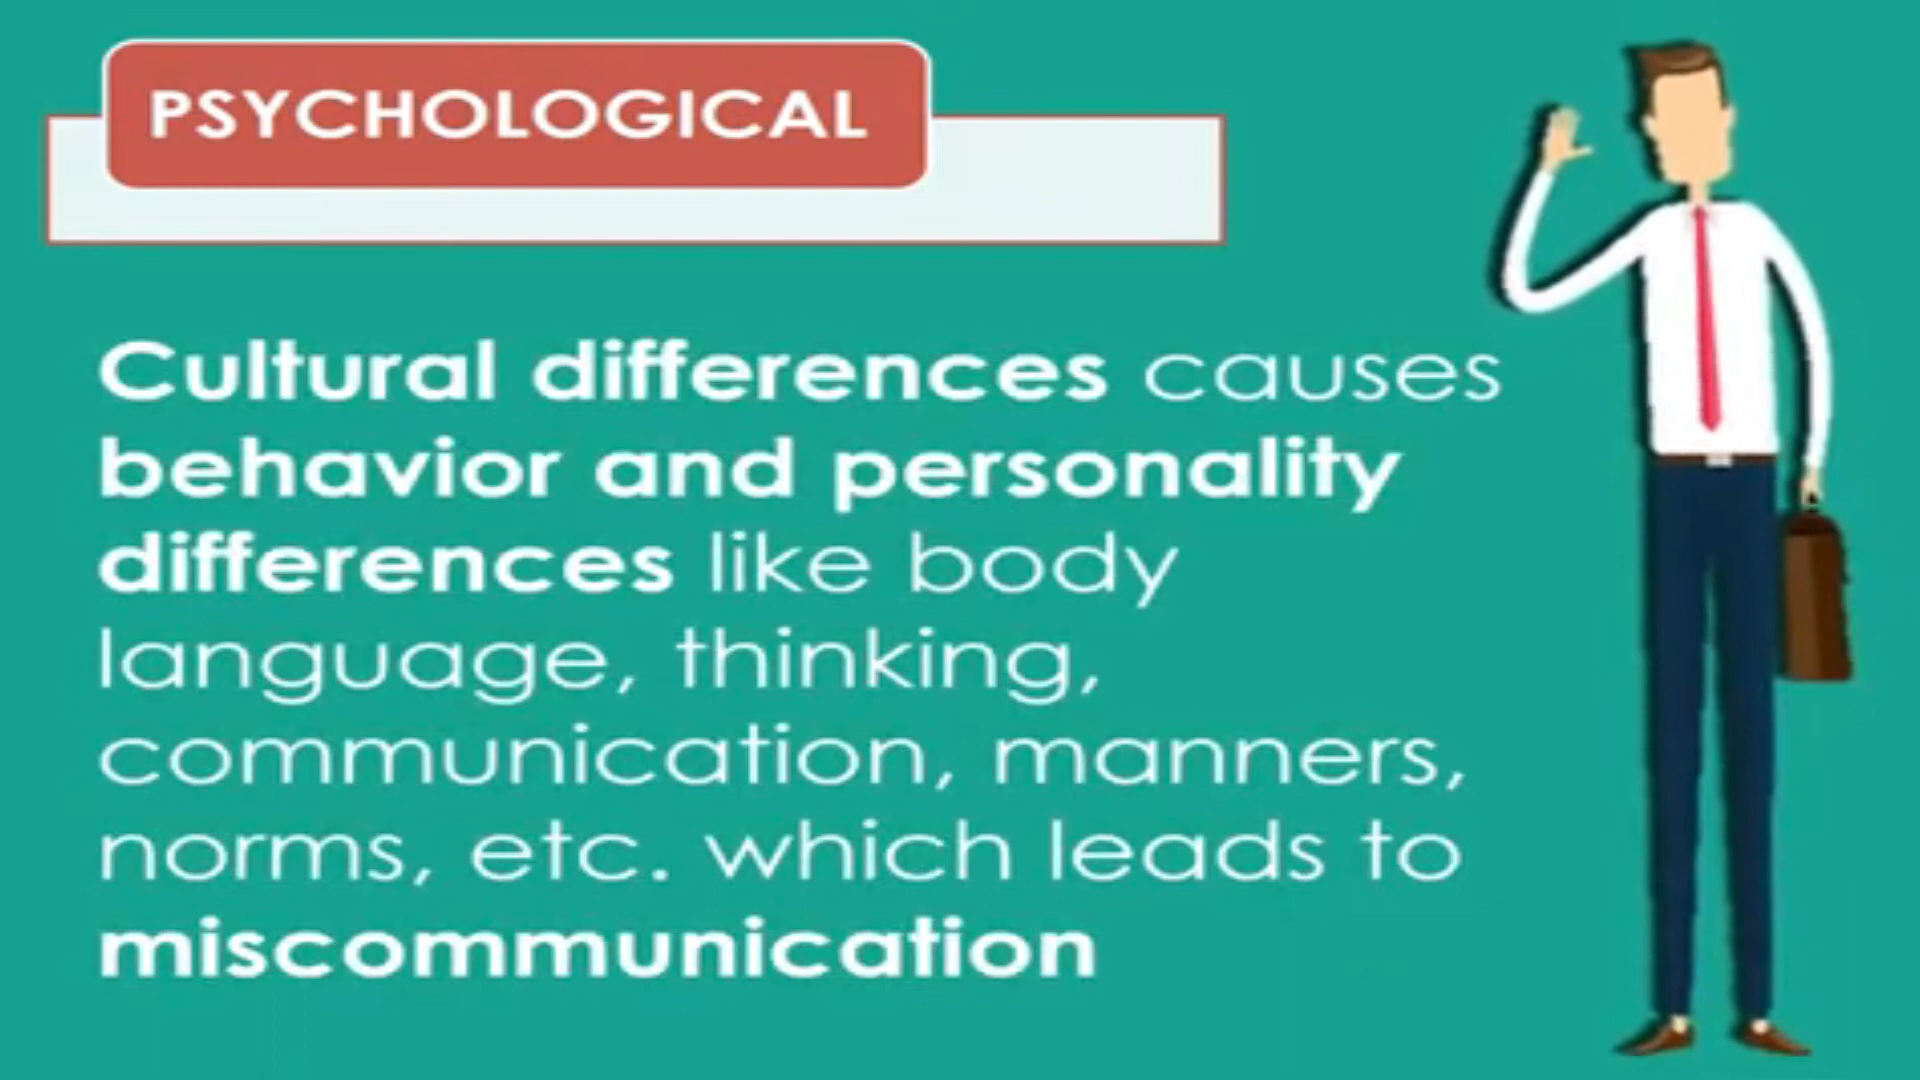 PSYCHOLOGICAL
Cultural differences causes
behavior and personality
differences like body
language, thinking,
communication, manners,
norms, etc. which leads to
miscommunication